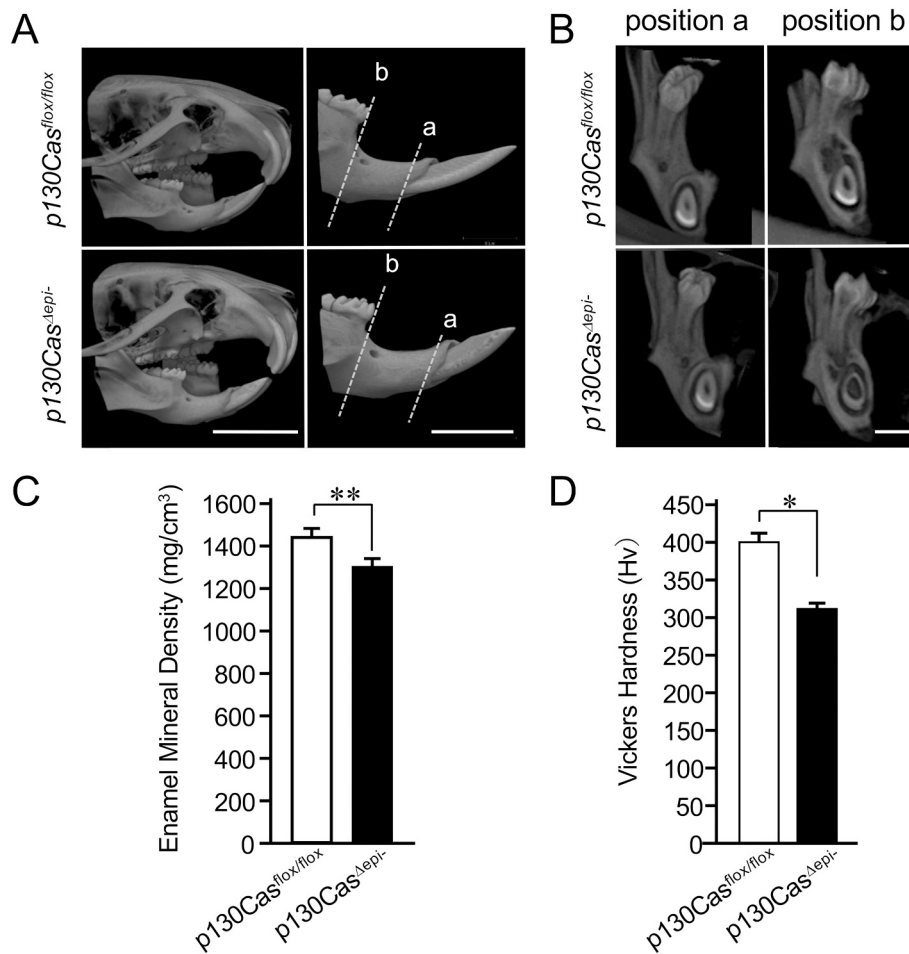 A
p130Cas^flox/flox
b
a
p130Cas^Δepi-
b
a
B
position a
position b
p130Cas^flox/flox
p130Cas^Δepi-
C
Enamel Mineral Density (mg/cm³)
1600
1400
1200
1000
800
600
400
200
0
**
p130Cas^flox/flox
p130Cas^Δepi-
D
Vickers Hardness (Hv)
450
400
350
300
250
200
150
100
50
0
*
p130Cas^flox/flox
p130Cas^Δepi-